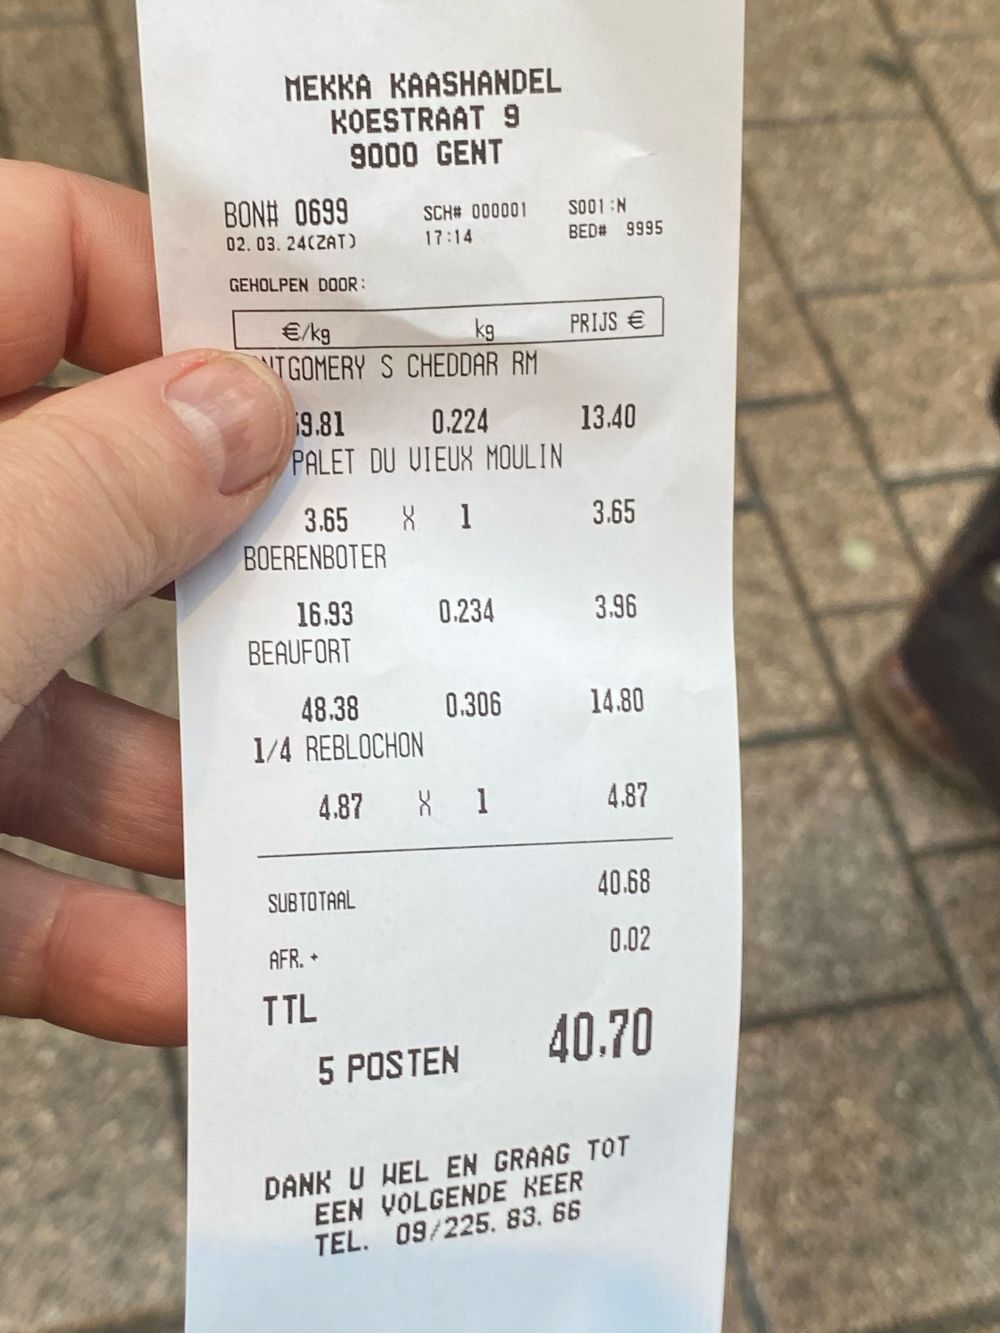 MEKKA KAASHANDEL
KOESTRAAT 9
9000 GENT
BON# 0699 SCH# 000001 S001:N
02.03.24(ZAT) 17:14 BED# 9995
GEHOLPEN DOOR:
€/kg kg PRIJS €
NTGOMERY S CHEDDAR RM
9.81 0.224 13.40
PALET DU VIEUX MOULIN
3.65 X 1 3.65
BOERENBOTER
16.93 0.234 3.96
BEAUFORT
48.38 0.306 14.80
1/4 REBLOCHON
4.87 X 1 4.87
SUBTOTAAL 40.68
AFR. + 0.02
TTL
5 POSTEN 40.70
DANK U WEL EN GRAAG TOT
EEN VOLGENDE KEER
TEL. 09/225.83.66